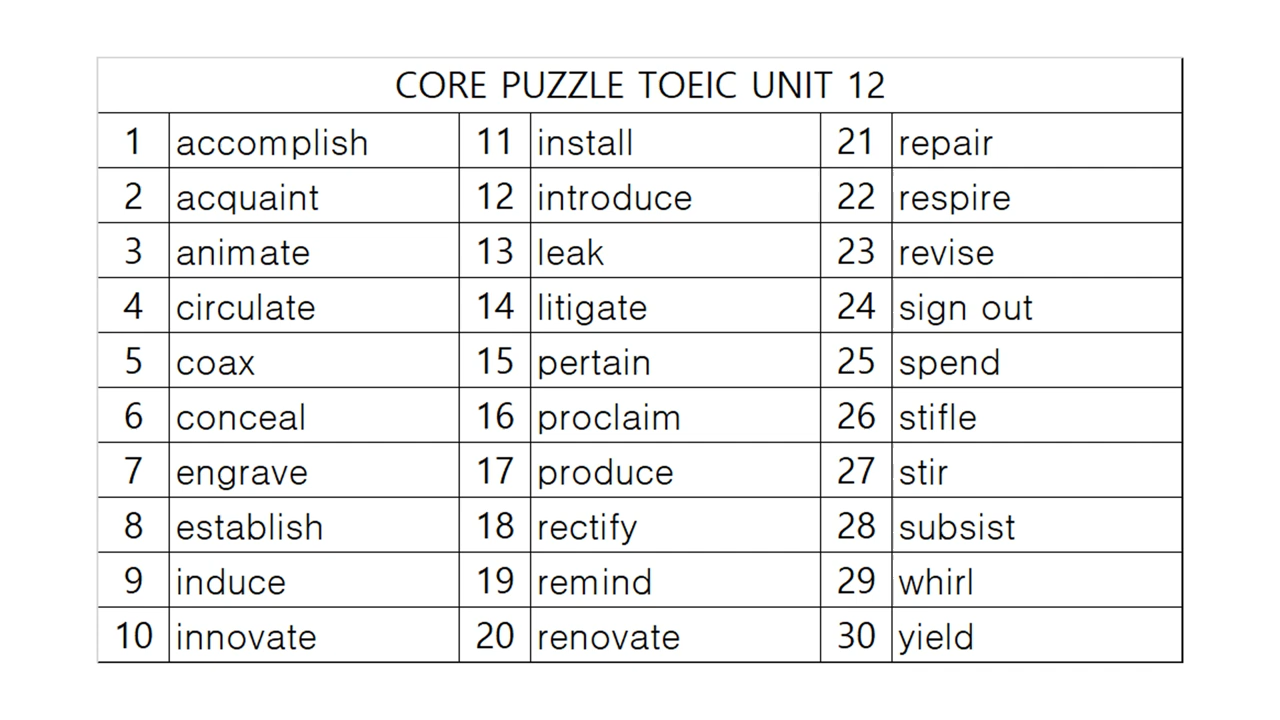 CORE PUZZLE TOEIC UNIT 12
1 accomplish 11 install 21 repair
2 acquaint 12 introduce 22 respire
3 animate 13 leak 23 revise
4 circulate 14 litigate 24 sign out
5 coax 15 pertain 25 spend
6 conceal 16 proclaim 26 stifle
7 engrave 17 produce 27 stir
8 establish 18 rectify 28 subsist
9 induce 19 remind 29 whirl
10 innovate 20 renovate 30 yield